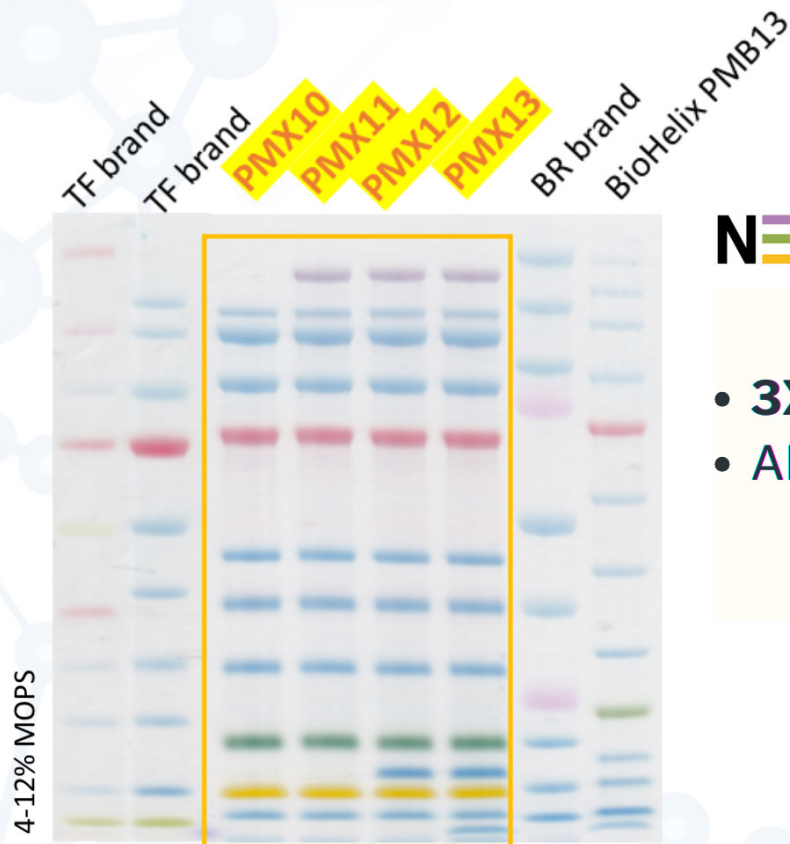 TF brand
TF brand
PMX10
PMX11
PMX12
PMX13
BR brand
BioHelix PMB13
4-12% MOPS